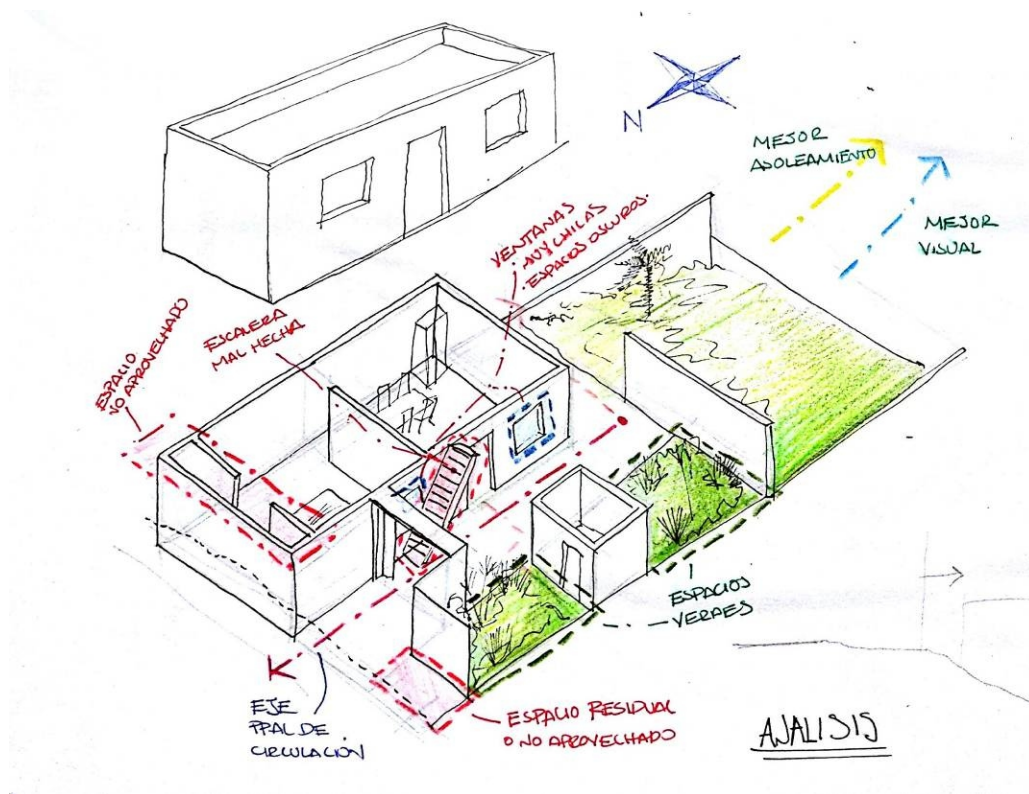 N
MEJOR
ASOLEAMIENTO
MEJOR
VISUAL
VENTANAS
MUY CHICAS
ESPACIOS OSUROS.
ESCALERA
MAL HECHA
ESPACIO
NO APROVECHADO
ESPACIOS
VERDES
EJE
PPAL DE
CIRCULACIÓN
ESPACIO RESIDUAL
O NO APROVECHADO
ANALISIS